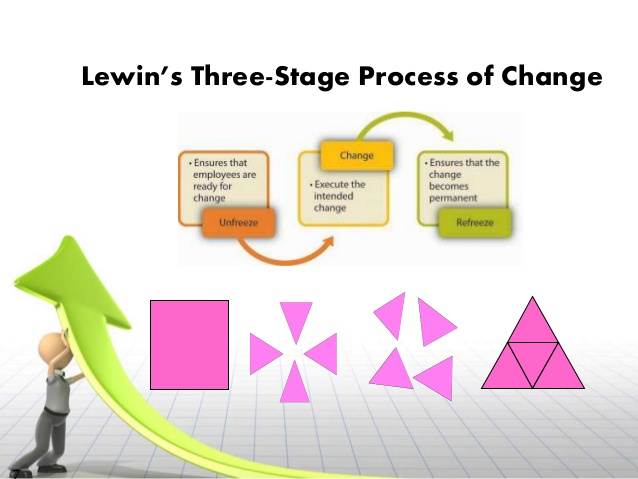 Lewin's Three-Stage Process of Change
• Ensures that
employees are
ready for
change
Unfreeze
Change
• Execute the
intended
change
• Ensures that the
change
becomes
permanent
Refreeze
7